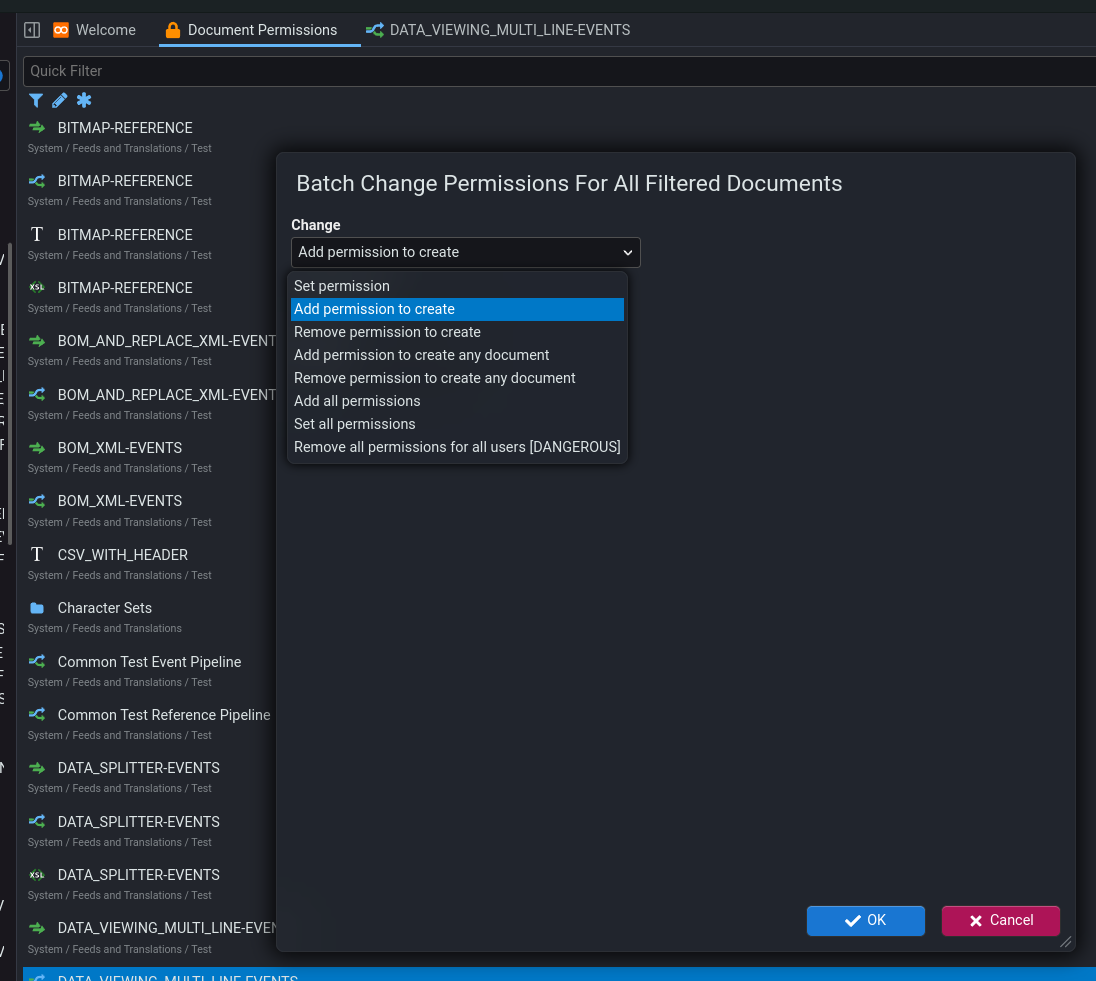 Welcome
Document Permissions
DATA_VIEWING_MULTI_LINE-EVENTS
Quick Filter
BITMAP-REFERENCE
System / Feeds and Translations / Test
BITMAP-REFERENCE
System / Feeds and Translations / Test
T
BITMAP-REFERENCE
System / Feeds and Translations / Test
XSL
BITMAP-REFERENCE
System / Feeds and Translations / Test
BOM_AND_REPLACE_XML-EVENT
System / Feeds and Translations / Test
BOM_AND_REPLACE_XML-EVENT
System / Feeds and Translations / Test
BOM_XML-EVENTS
System / Feeds and Translations / Test
BOM_XML-EVENTS
System / Feeds and Translations / Test
T
CSV_WITH_HEADER
System / Feeds and Translations / Test
Character Sets
System / Feeds and Translations
Common Test Event Pipeline
System / Feeds and Translations / Test
Common Test Reference Pipeline
System / Feeds and Translations / Test
DATA_SPLITTER-EVENTS
System / Feeds and Translations / Test
DATA_SPLITTER-EVENTS
System / Feeds and Translations / Test
XSL
DATA_SPLITTER-EVENTS
System / Feeds and Translations / Test
DATA_VIEWING_MULTI_LINE-EVEN
System / Feeds and Translations / Test
DATA_VIEWING_MULTI_LINE-EVENTS
Batch Change Permissions For All Filtered Documents
Change
Add permission to create
Set permission
Add permission to create
Remove permission to create
Add permission to create any document
Remove permission to create any document
Add all permissions
Set all permissions
Remove all permissions for all users [DANGEROUS]
OK
Cancel